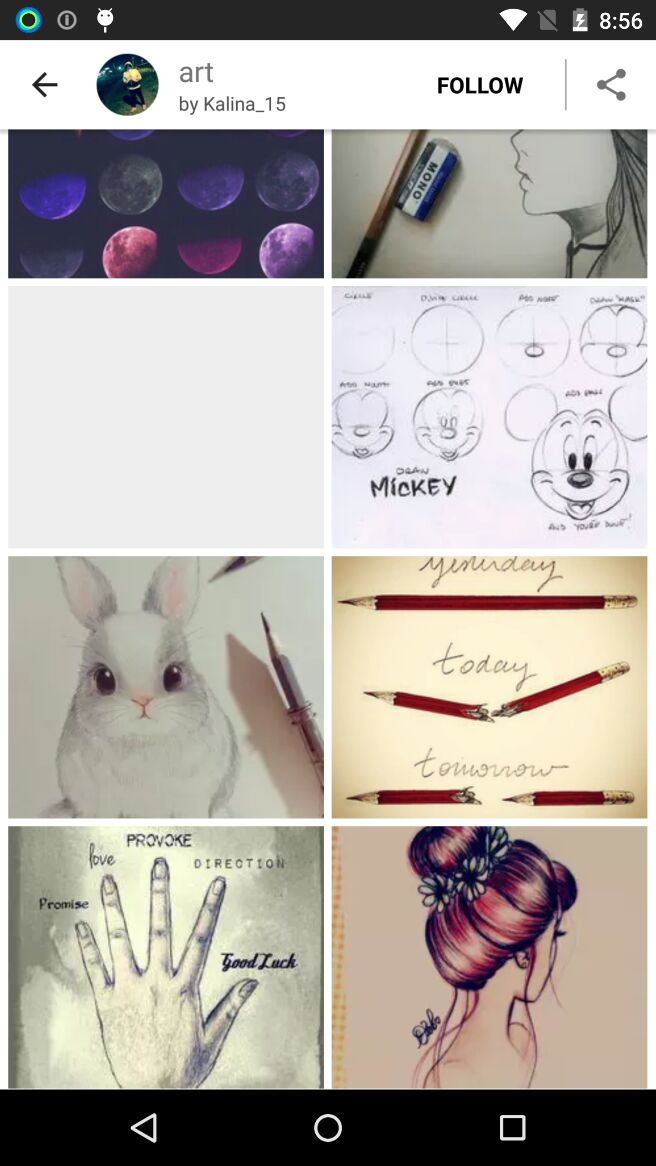 8:56
art
by Kalina_15
FOLLOW
MONO
CIRCLE
DIVIDE CIRCLE
ADD NOSE
DRAW "MASK"
ADD MOUTH
ADD EYES
ADD EARS
DRAW
MICKEY
AND YOU'RE DONE!
yesterday
today
tomorrow
PROVOKE
love
DIRECTION
Promise
Good Luck